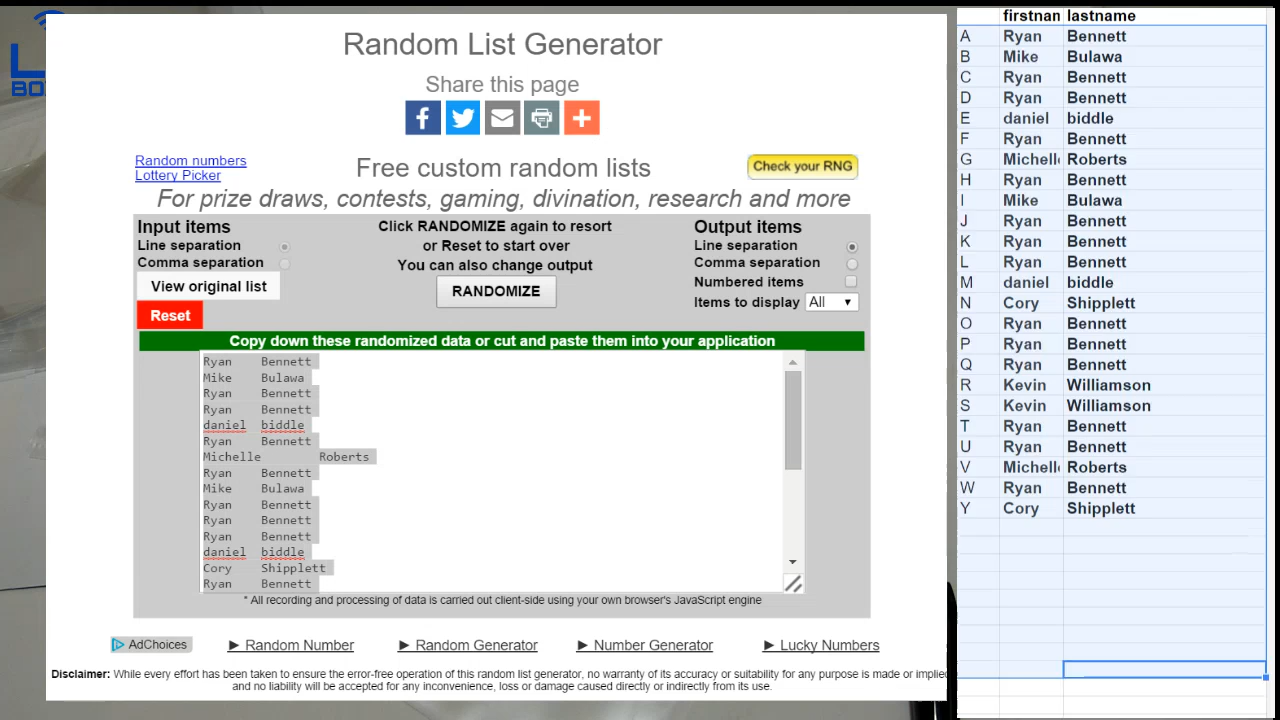 Random List Generator
Share this page
Random numbers
Lottery Picker
Free custom random lists
Check your RNG
For prize draws, contests, gaming, divination, research and more
Input items
Line separation
Comma separation
View original list
Reset
Click RANDOMIZE again to resort
or Reset to start over
You can also change output
RANDOMIZE
Output items
Line separation
Comma separation
Numbered items
Items to display All
Copy down these randomized data or cut and paste them into your application
Ryan Bennett
Mike Bulawa
Ryan Bennett
Ryan Bennett
daniel biddle
Ryan Bennett
Michelle Roberts
Ryan Bennett
Mike Bulawa
Ryan Bennett
Ryan Bennett
Ryan Bennett
daniel biddle
Cory Shipplett
Ryan Bennett
* All recording and processing of data is carried out client-side using your own browser's JavaScript engine
AdChoices
► Random Number
► Random Generator
► Number Generator
► Lucky Numbers
Disclaimer: While every effort has been taken to ensure the error-free operation of this random list generator, no warranty of its accuracy or suitability for any purpose is made or implie
and no liability will be accepted for any inconvenience, loss or damage caused directly or indirectly from its use.
firstnan lastname
A Ryan Bennett
B Mike Bulawa
C Ryan Bennett
D Ryan Bennett
E daniel biddle
F Ryan Bennett
G Michell Roberts
H Ryan Bennett
I Mike Bulawa
J Ryan Bennett
K Ryan Bennett
L Ryan Bennett
M daniel biddle
N Cory Shipplett
O Ryan Bennett
P Ryan Bennett
Q Ryan Bennett
R Kevin Williamson
S Kevin Williamson
T Ryan Bennett
U Ryan Bennett
V Michell Roberts
W Ryan Bennett
Y Cory Shipplett